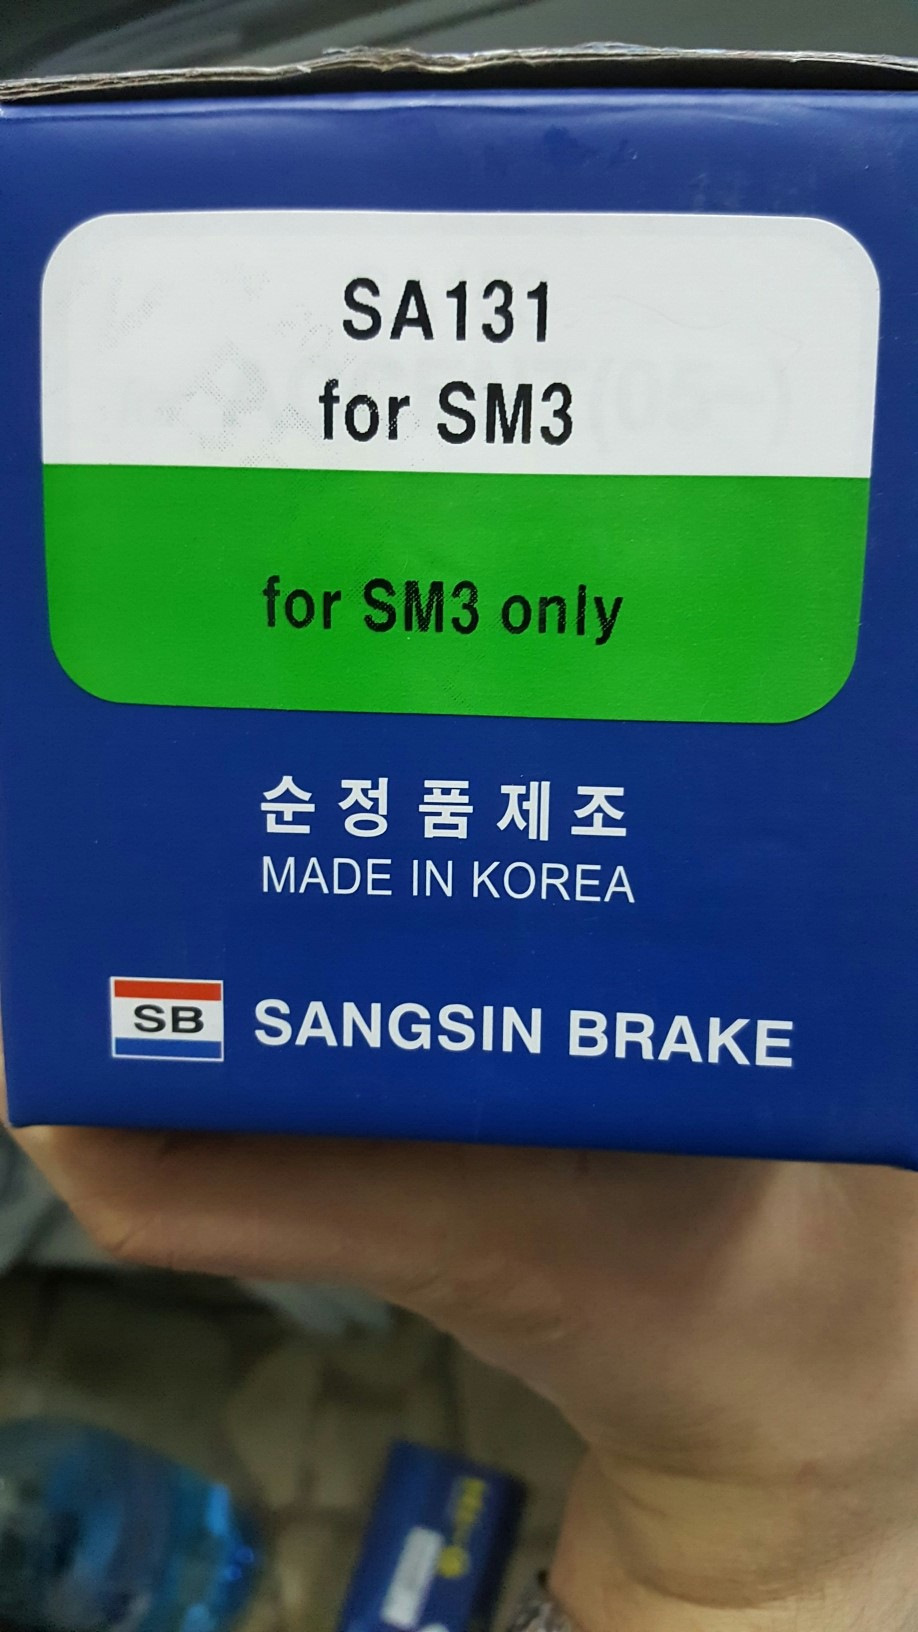 SA131
for SM3
for SM3 only
순정품제조
MADE IN KOREA
SB SANGSIN BRAKE